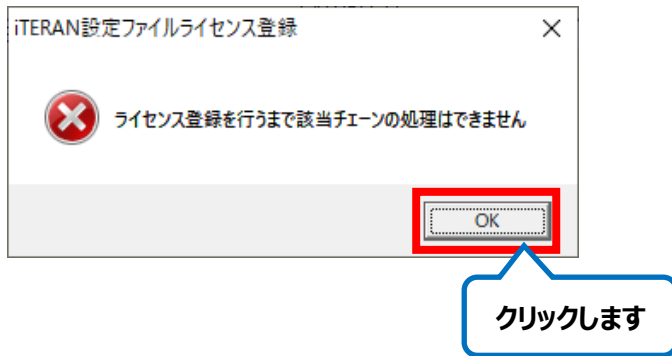 iTERAN設定ファイルライセンス登録
ライセンス登録を行うまで該当チェーンの処理はできません
OK
クリックします